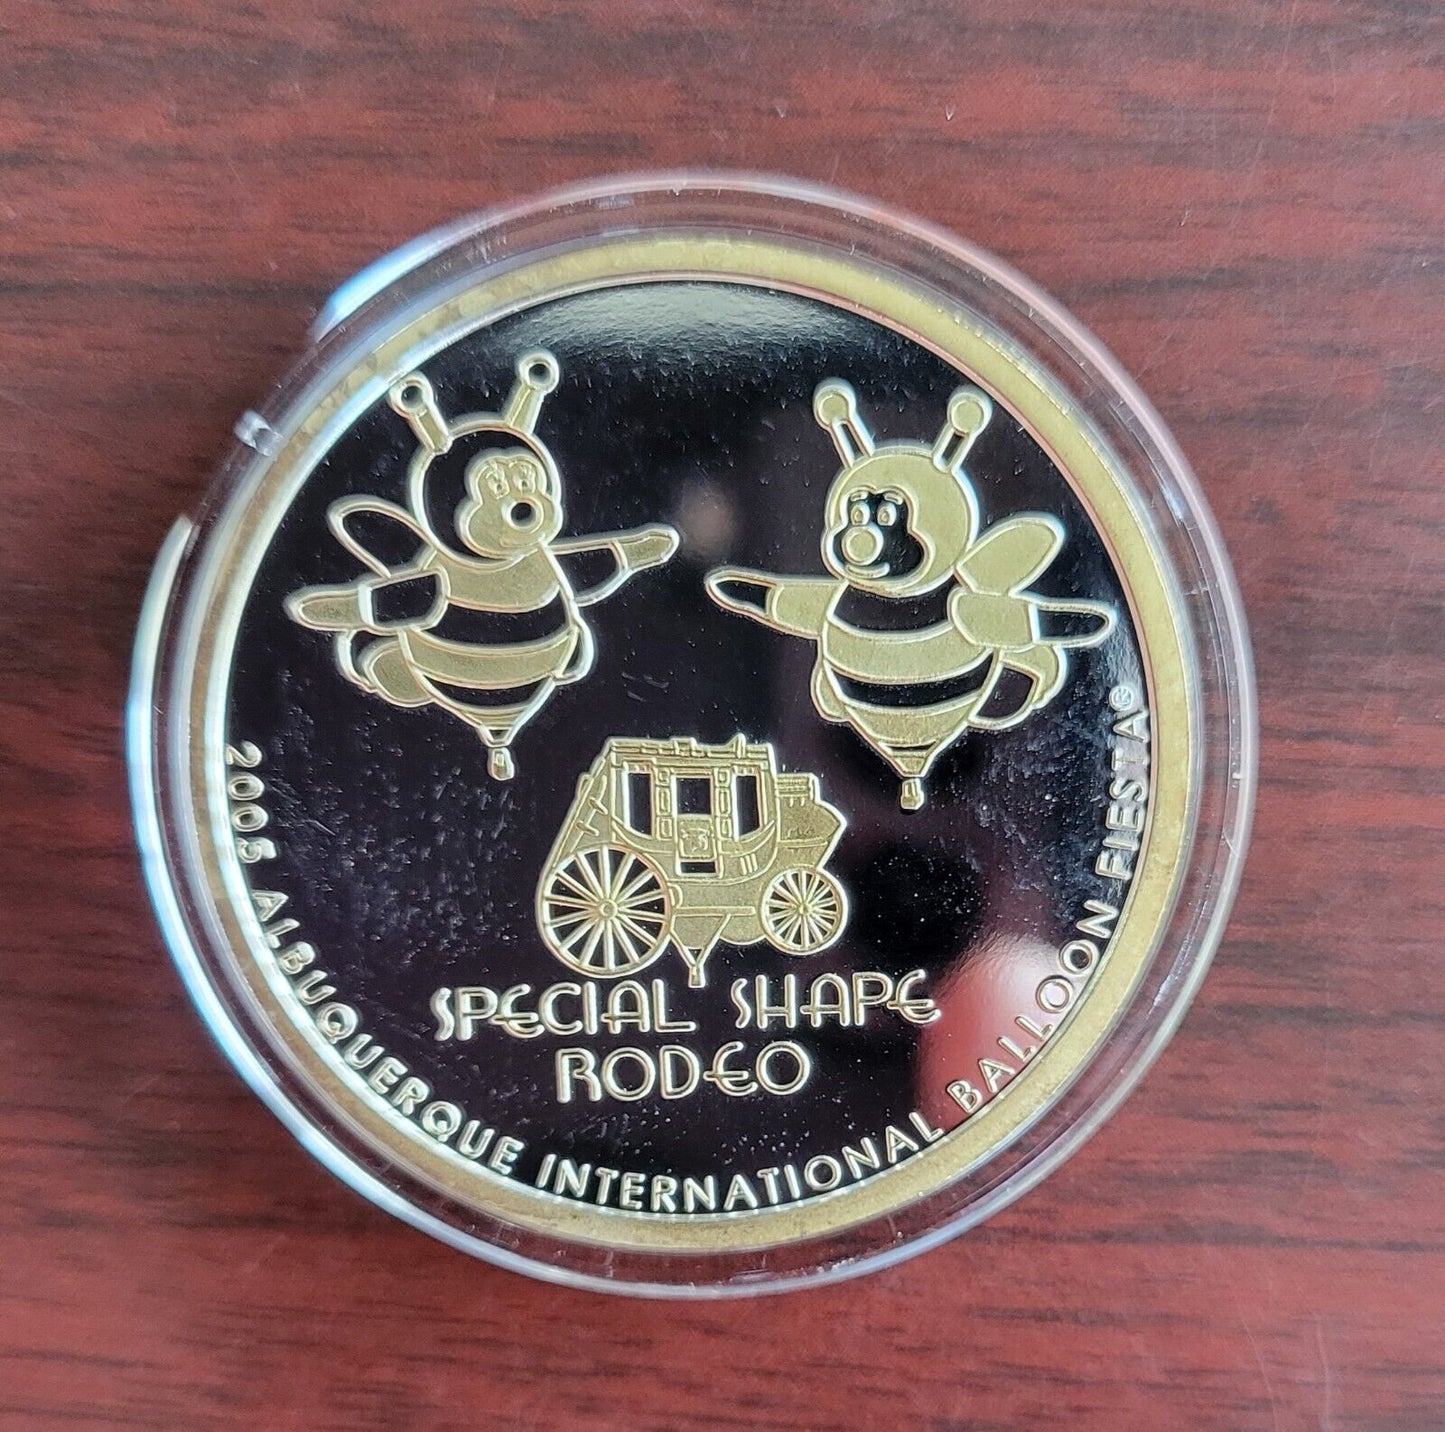 SPECIAL SHAPE
RODEO
2005 ALBUQUERQUE INTERNATIONAL BALLOON FIESTA®